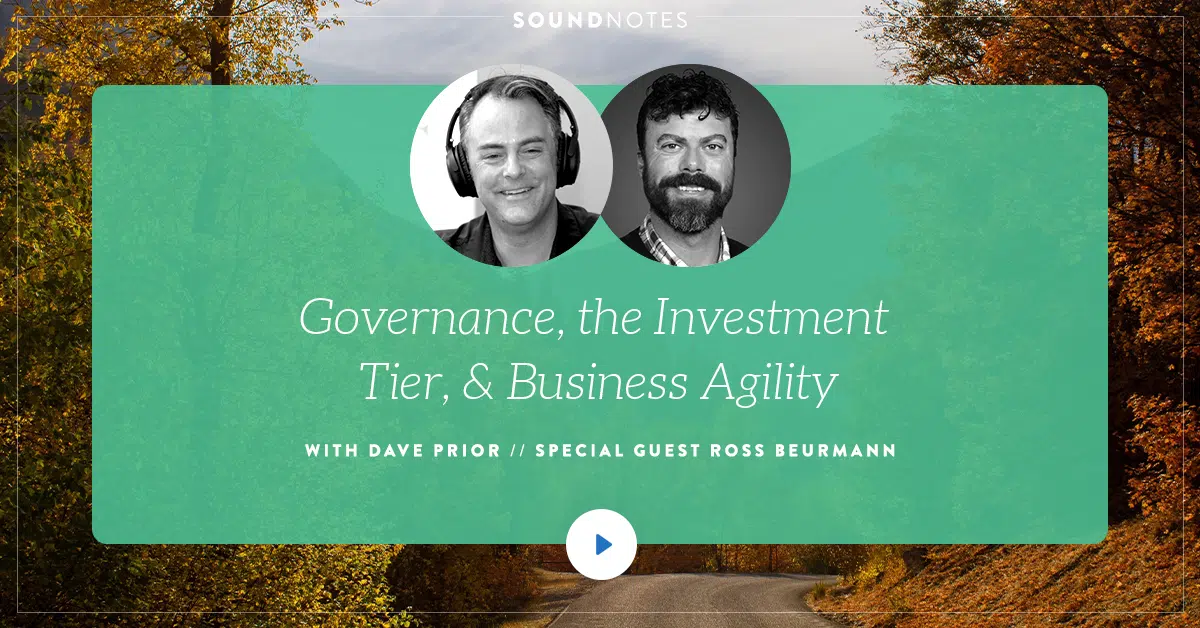 SOUNDNOTES
Governance, the Investment
Tier, & Business Agility
WITH DAVE PRIOR // SPECIAL GUEST ROSS BEURMANN